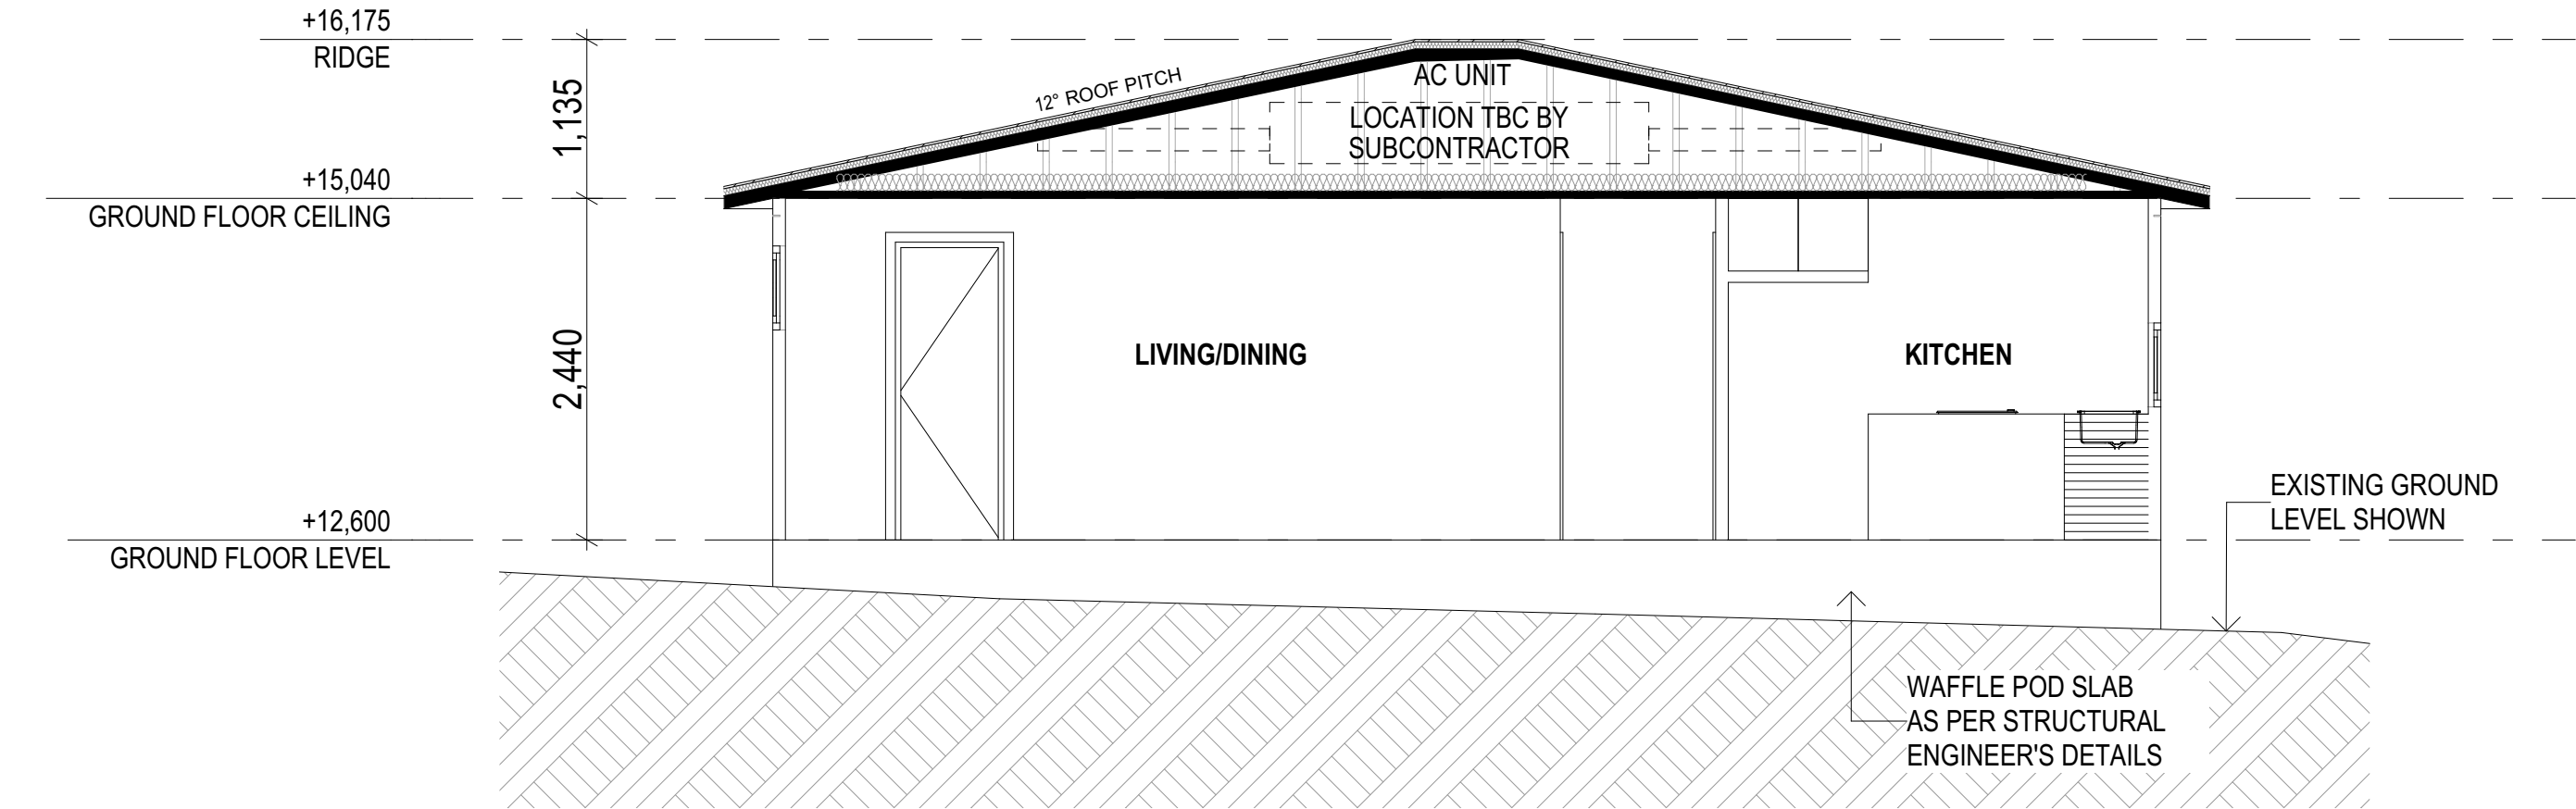 +16,175
RIDGE
1,135
12° ROOF PITCH
AC UNIT
LOCATION TBC BY
SUBCONTRACTOR
+15,040
GROUND FLOOR CEILING
2,440
LIVING/DINING
KITCHEN
+12,600
GROUND FLOOR LEVEL
EXISTING GROUND
LEVEL SHOWN
WAFFLE POD SLAB
AS PER STRUCTURAL
ENGINEER'S DETAILS